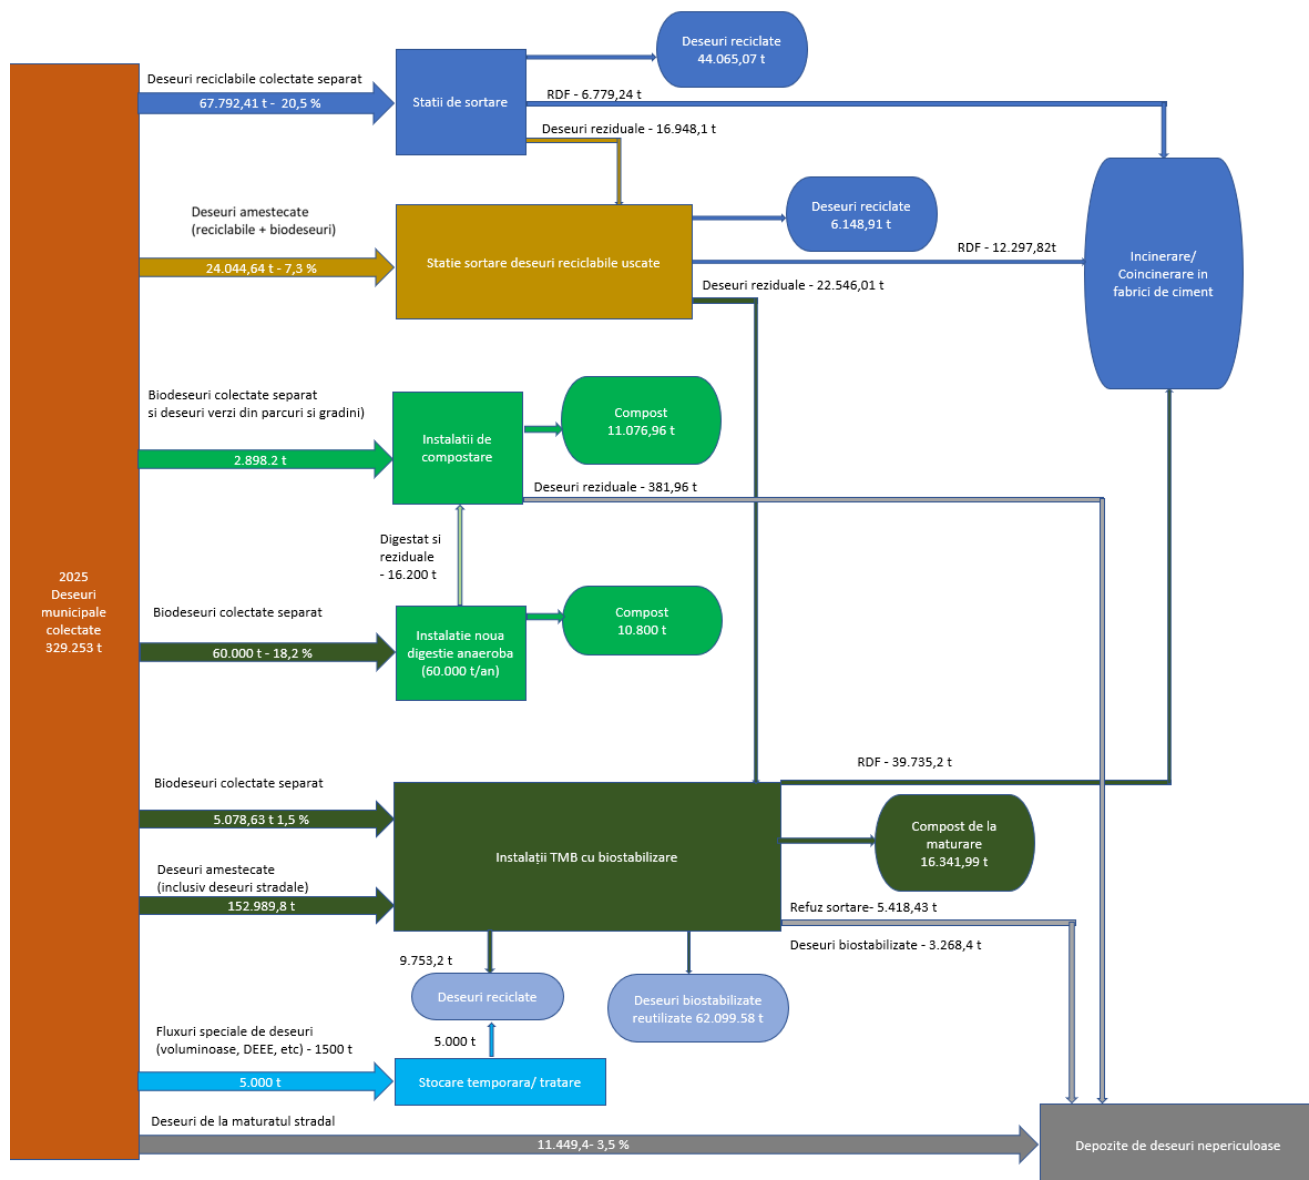 Deseuri reciclate
44.065,07 t
Deseuri reciclabile colectate separat
67.792,41 t - 20,5 %
Statii de sortare
RDF - 6.779,24 t
Deseuri reziduale - 16.948,1 t
Deseuri amestecate
(reciclabile + biodeseuri)
24.044,64 t - 7,3 %
Statie sortare deseuri reciclabile uscate
Deseuri reciclate
6.148,91 t
RDF - 12.297,82t
Deseuri reziduale - 22.546,01 t
Incinerare/
Coincinerare in
fabrici de ciment
Biodeseuri colectate separat
si deseuri verzi din parcuri si gradini)
2.898.2 t
Instalatii de
compostare
Compost
11.076,96 t
Deseuri reziduale - 381,96 t
Digestat si
reziduale
- 16.200 t
2025
Deseuri
municipale
colectate
329.253 t
Biodeseuri colectate separat
60.000 t - 18,2 %
Instalatie noua
digestie anaeroba
(60.000 t/an)
Compost
10.800 t
Biodeseuri colectate separat
5.078,63 t 1,5 %
Deseuri amestecate
(inclusiv deseuri stradale)
152.989,8 t
Instalații TMB cu biostabilizare
RDF - 39.735,2 t
Compost de la
maturare
16.341,99 t
Refuz sortare- 5.418,43 t
Deseuri biostabilizate - 3.268,4 t
9.753,2 t
Deseuri reciclate
Deseuri biostabilizate
reutilizate 62.099.58 t
Fluxuri speciale de deseuri
(voluminoase, DEEE, etc) - 1500 t
5.000 t
5.000 t
Stocare temporara/ tratare
Deseuri de la maturatul stradal
11.449,4- 3,5 %
Depozite de deseuri nepericuloase